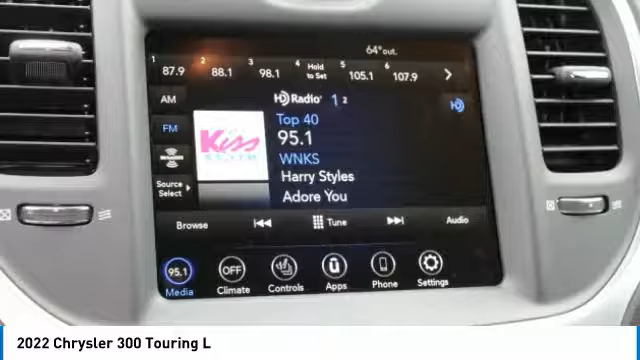 64° out.
1 87.9 2 88.1 3 98.1 4 Hold to Set 5 105.1 6 107.9
AM
HD Radio 1 2
HD
FM
Top 40
Kiss
95.1
WNKS
Source Select
Harry Styles
Adore You
Browse Tune Audio
95.1 OFF
Media Climate Controls Apps Phone Settings
2022 Chrysler 300 Touring L